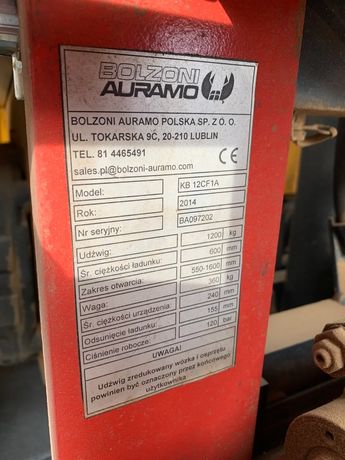 BOLZONI
AURAMO
BOLZONI AURAMO POLSKA SP. Z O. O.
UL. TOKARSKA 9C, 20-210 LUBLIN
TEL. 81 4465491
sales.pl@bolzoni-auramo.com CE
Model: KB 12CF1A
Rok: 2014
Nr seryjny: BA097202
Udźwig: 1200 kg
Śr. ciężkości ładunku: 600 mm
Zakres otwarcia: 550-1600 mm
Waga: 360 kg
Śr. ciężkości urządzenia: 240 mm
Odsunięcie ładunku: 155 mm
Ciśnienie robocze: 120 bar
UWAGA!
Udźwig zredukowany wózka i osprzętu
powinien być oznaczony przez końcowego
użytkownika